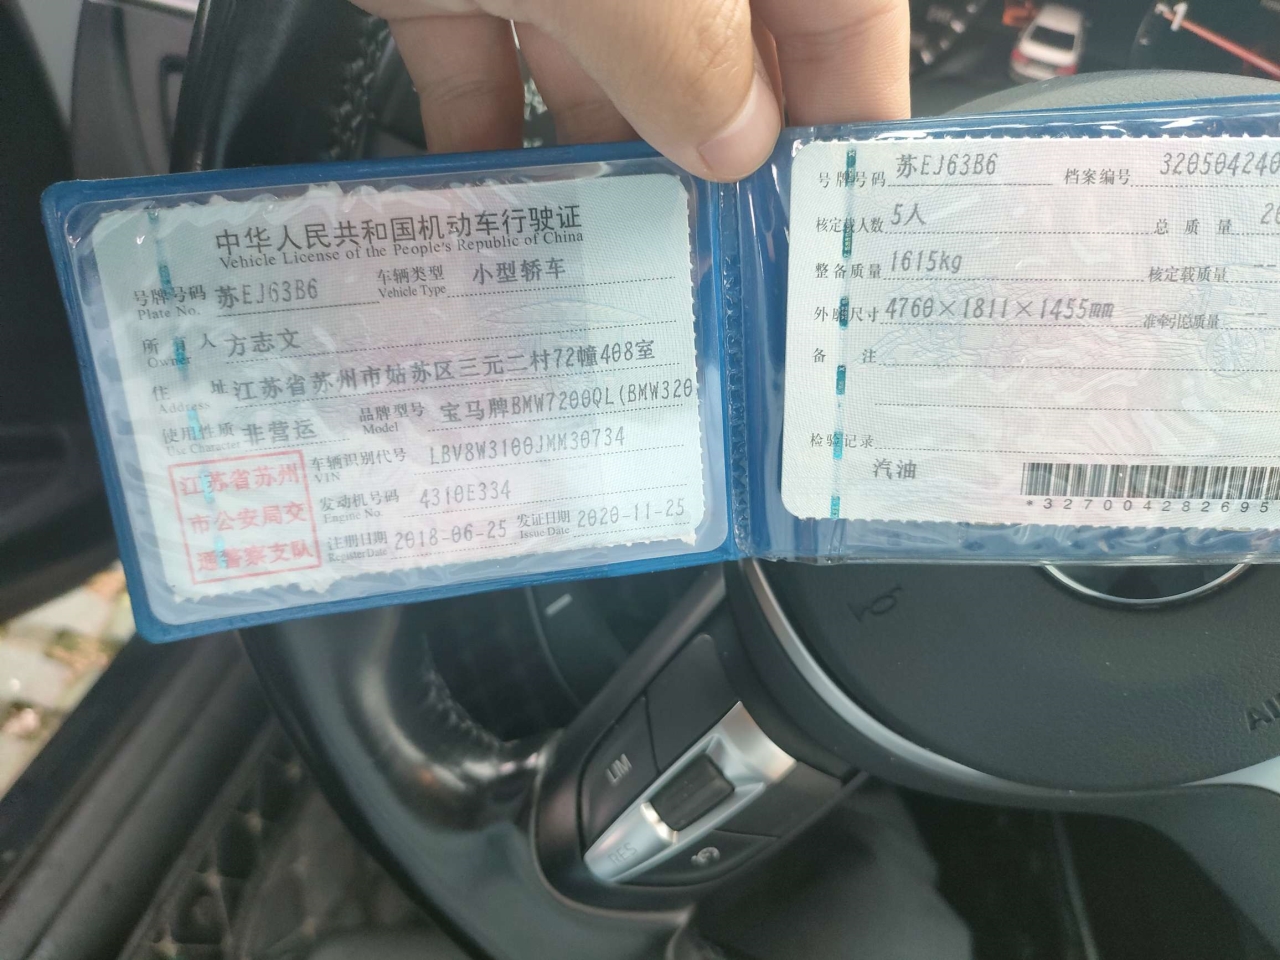 中华人民共和国机动车行驶证
Vehicle License of the People's Republic of China
号牌号码 苏EJ63B6 车辆类型 小型轿车
Plate No. Vehicle Type
所有人 方志文
Owner
住址 江苏省苏州市姑苏区三元二村72幢408室
Address
使用性质 非营运 品牌型号 宝马牌BMW7200QL(BMW320
Use Character Model
车辆识别代号 LBV8W3100JMM30734
VIN
发动机号码 4310E334
Engine No.
注册日期 2018-06-25 发证日期 2020-11-25
Register Date Issue Date
江苏省苏州
市公安局交
通警察支队
号牌号码 苏EJ63B6 档案编号 320504240
核定载人数 5人 总质量 20
整备质量 1615kg 核定载质量 --
外廓尺寸 4760×1811×1455mm 准牵引总质量 --
备注
检验记录
汽油
*327004282695
LIM
RES
AI
1